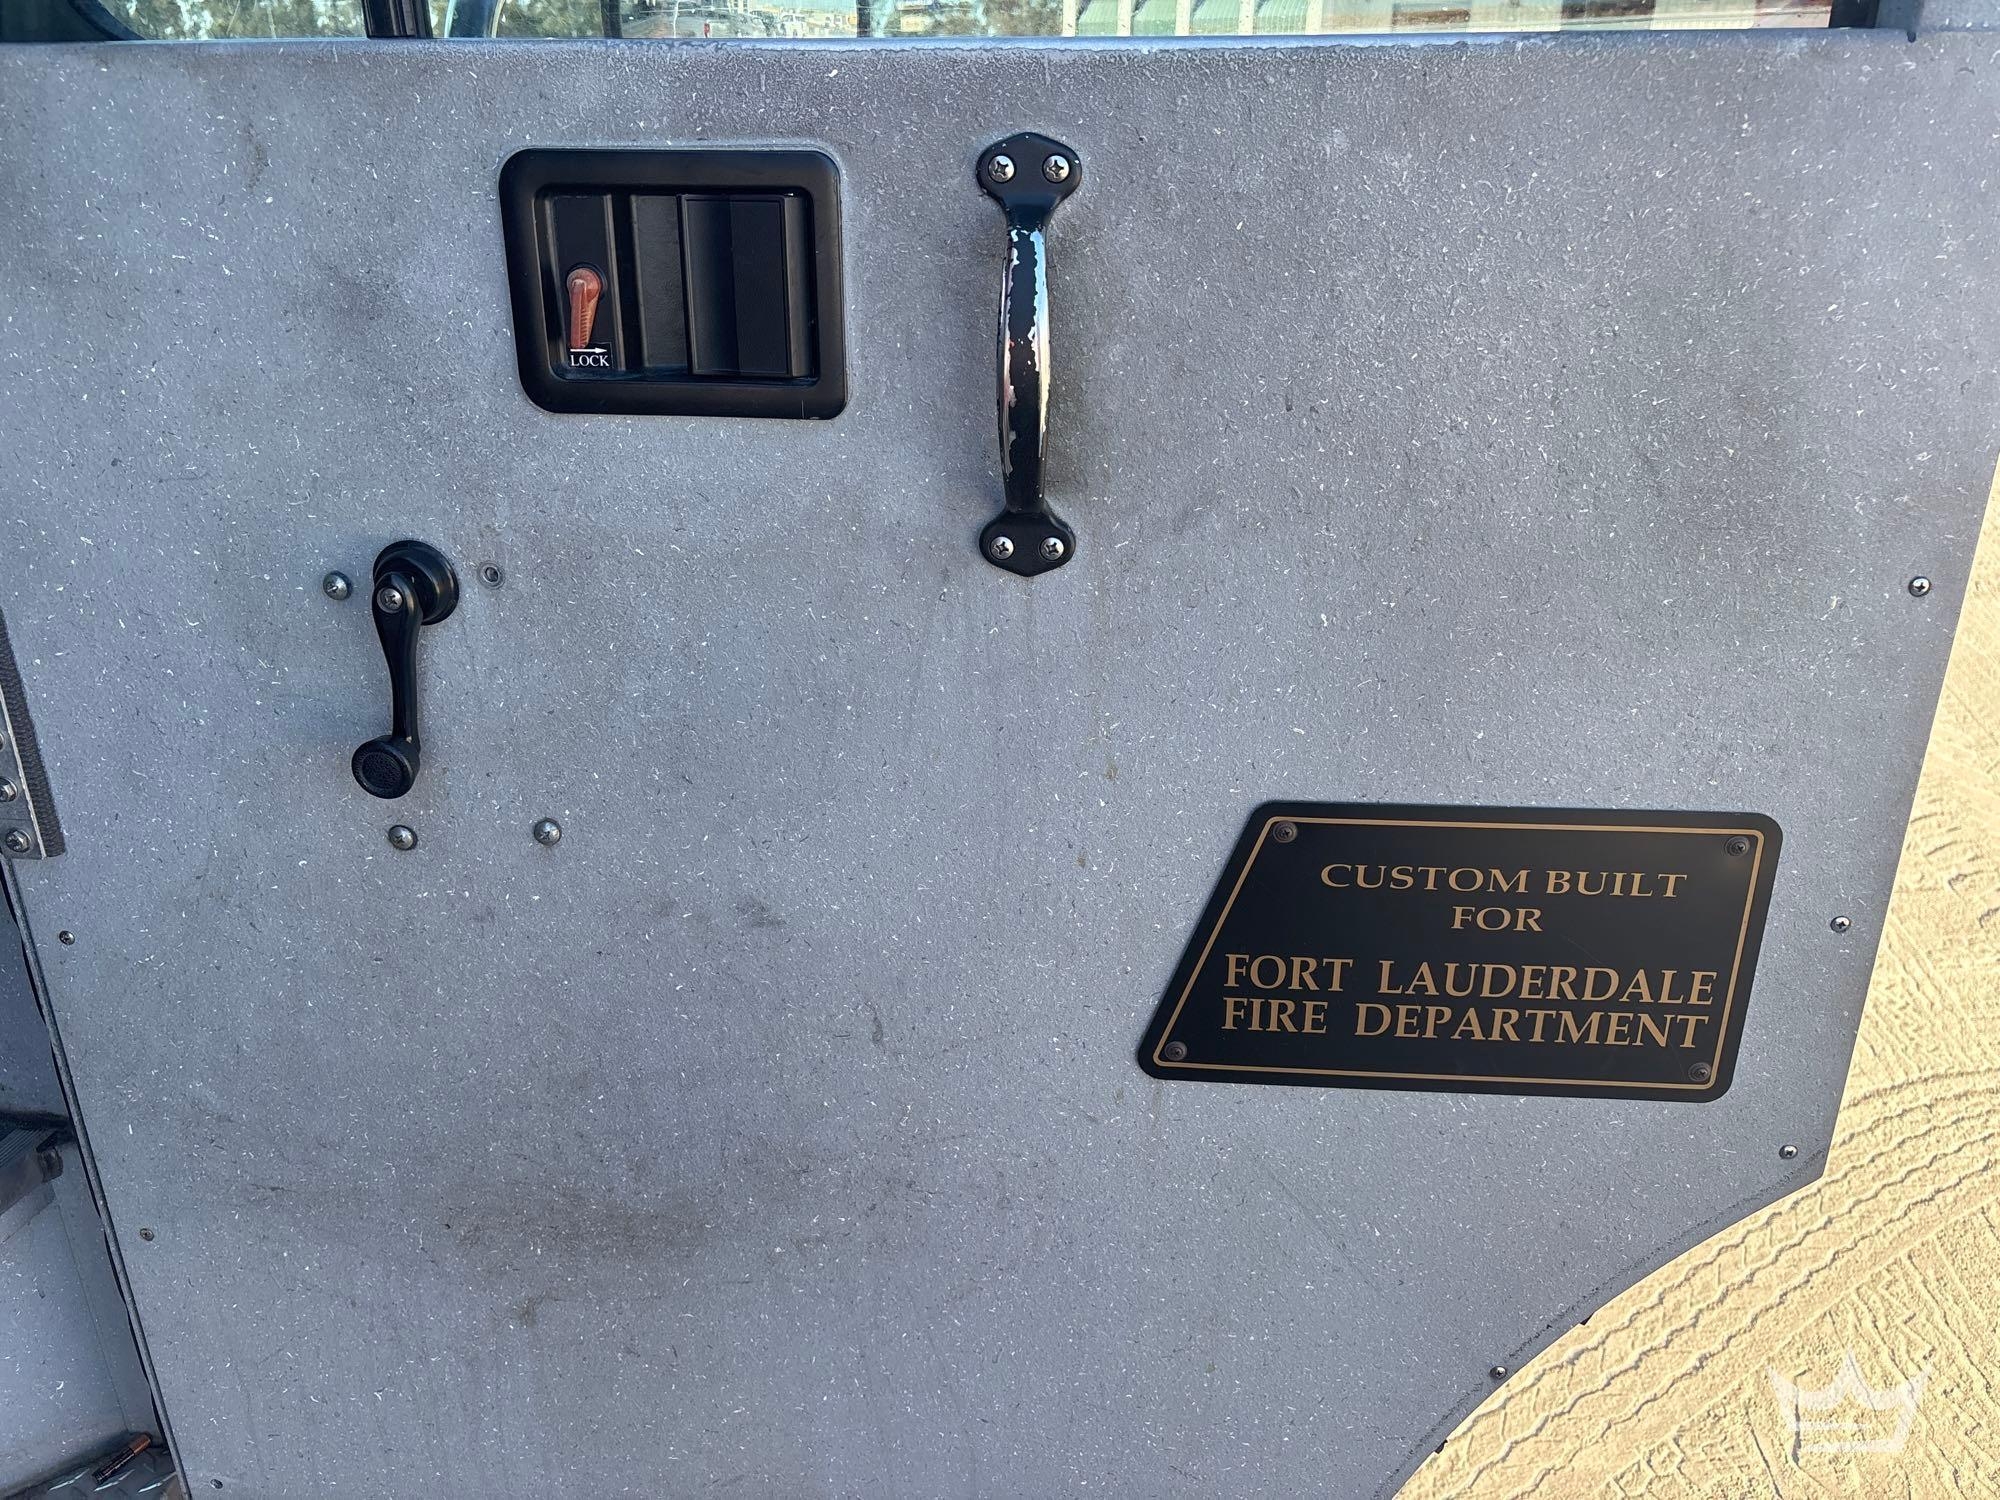 LOCK
CUSTOM BUILT
FOR
FORT LAUDERDALE
FIRE DEPARTMENT